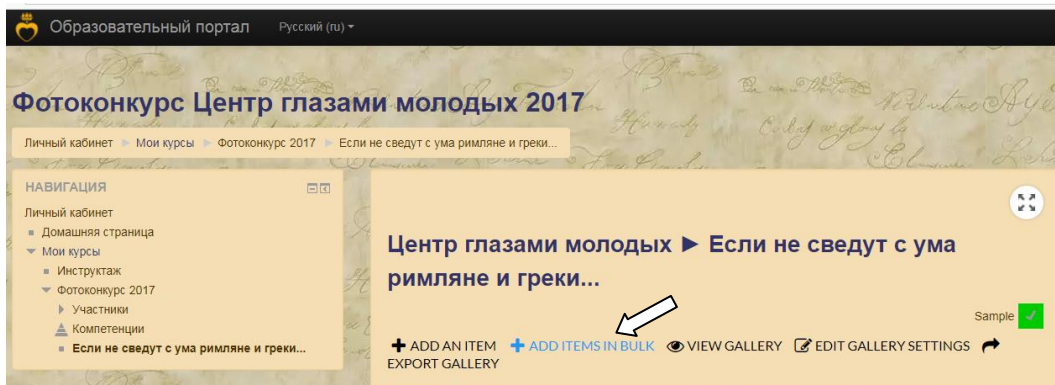 Образовательный портал Русский (ru)
Фотоконкурс Центр глазами молодых 2017
Личный кабинет Мои курсы Фотоконкурс 2017 Если не сведут с ума римляне и греки...
НАВИГАЦИЯ
Личный кабинет
Домашняя страница
Мои курсы
Инструктаж
Фотоконкурс 2017
Участники
Компетенции
Если не сведут с ума римляне и греки...
Центр глазами молодых ► Если не сведут с ума
римляне и греки...
Sample
ADD AN ITEM ADD ITEMS IN BULK VIEW GALLERY EDIT GALLERY SETTINGS
EXPORT GALLERY